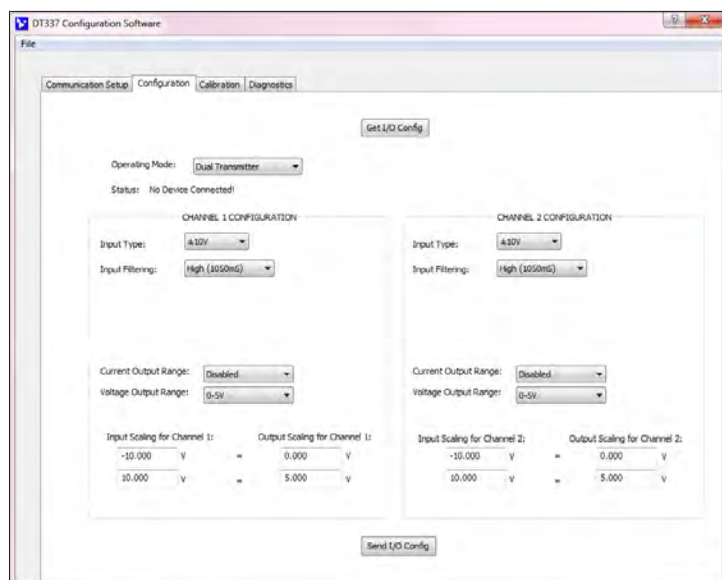 DT337 Configuration Software
File
Communication Setup Configuration Calibration Diagnostics
Get I/O Config
Operating Mode: Dual Transmitter
Status: No Device Connected!
CHANNEL 1 CONFIGURATION
Input Type: ±10V
Input Filtering: High (1050mS)
Current Output Range: Disabled
Voltage Output Range: 0-5V
Input Scaling for Channel 1: Output Scaling for Channel 1:
-10.000 V = 0.000 V
10.000 V = 5.000 V
CHANNEL 2 CONFIGURATION
Input Type: ±10V
Input Filtering: High (1050mS)
Current Output Range: Disabled
Voltage Output Range: 0-5V
Input Scaling for Channel 2: Output Scaling for Channel 2:
-10.000 V = 0.000 V
10.000 V = 5.000 V
Send I/O Config